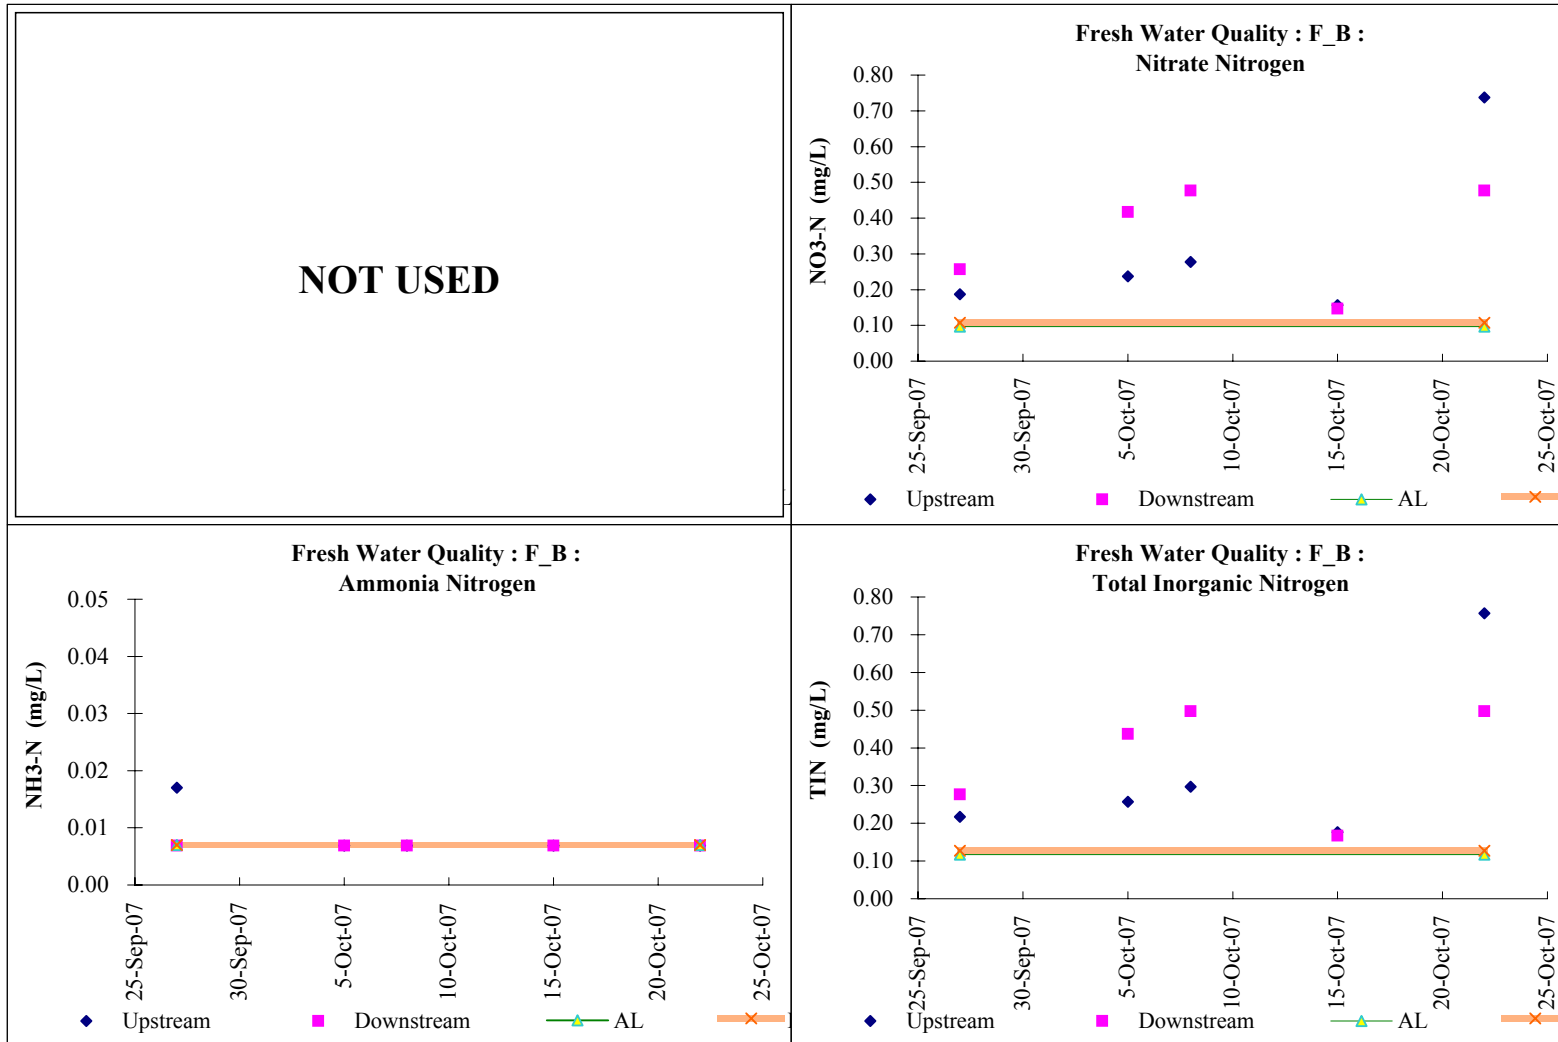 NOT USED
Fresh Water Quality : F_B :
Nitrate Nitrogen
NO3-N (mg/L)
0.80
0.70
0.60
0.50
0.40
0.30
0.20
0.10
0.00
25-Sep-07
30-Sep-07
5-Oct-07
10-Oct-07
15-Oct-07
20-Oct-07
25-Oct-07
Upstream Downstream AL
Fresh Water Quality : F_B :
Ammonia Nitrogen
NH3-N (mg/L)
0.05
0.04
0.03
0.02
0.01
0.00
25-Sep-07
30-Sep-07
5-Oct-07
10-Oct-07
15-Oct-07
20-Oct-07
25-Oct-07
Upstream Downstream AL
Fresh Water Quality : F_B :
Total Inorganic Nitrogen
TIN (mg/L)
0.80
0.70
0.60
0.50
0.40
0.30
0.20
0.10
0.00
25-Sep-07
30-Sep-07
5-Oct-07
10-Oct-07
15-Oct-07
20-Oct-07
25-Oct-07
Upstream Downstream AL